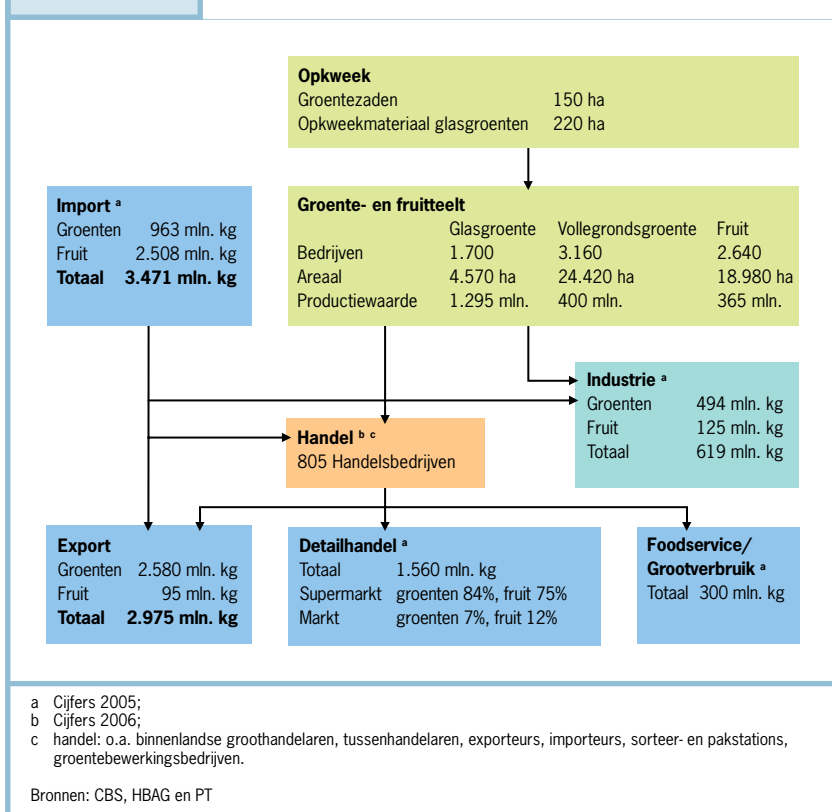 Opkweek
Groentezaden 150 ha
Opkweekmateriaal glasgroenten 220 ha
Import a
Groenten 963 mln. kg
Fruit 2.508 mln. kg
Totaal 3.471 mln. kg
Groente- en fruitteelt
Glasgroente Vollegrondsgroente Fruit
Bedrijven 1.700 3.160 2.640
Areaal 4.570 ha 24.420 ha 18.980 ha
Productiewaarde 1.295 mln. 400 mln. 365 mln.
Industrie a
Groenten 494 mln. kg
Fruit 125 mln. kg
Totaal 619 mln. kg
Handel b c
805 Handelsbedrijven
Export
Groenten 2.580 mln. kg
Fruit 95 mln. kg
Totaal 2.975 mln. kg
Detailhandel a
Totaal 1.560 mln. kg
Supermarkt groenten 84%, fruit 75%
Markt groenten 7%, fruit 12%
Foodservice/
Grootverbruik a
Totaal 300 mln. kg
a Cijfers 2005;
b Cijfers 2006;
c handel: o.a. binnenlandse groothandelaren, tussenhandelaren, exporteurs, importeurs, sorteer- en pakstations,
groentebewerkingsbedrijven.
Bronnen: CBS, HBAG en PT